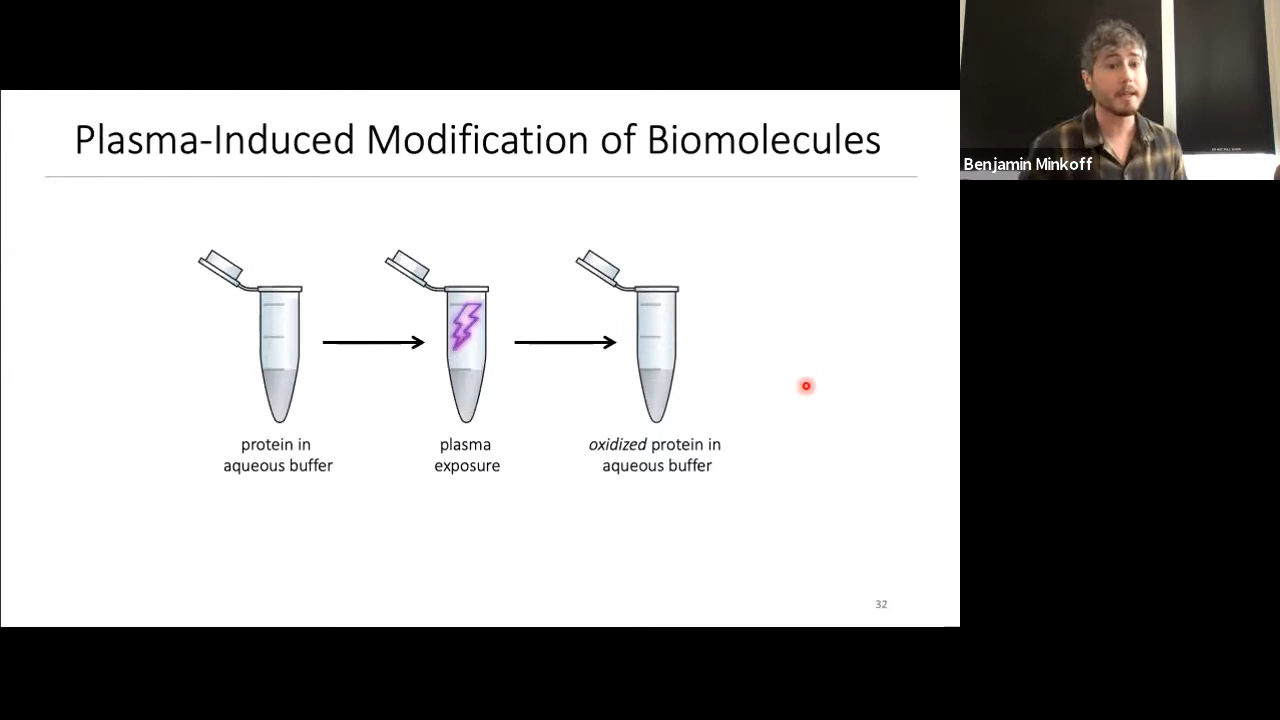 Plasma-Induced Modification of Biomolecules
Benjamin Minkoff
protein in
aqueous buffer
plasma
exposure
oxidized protein in
aqueous buffer
32